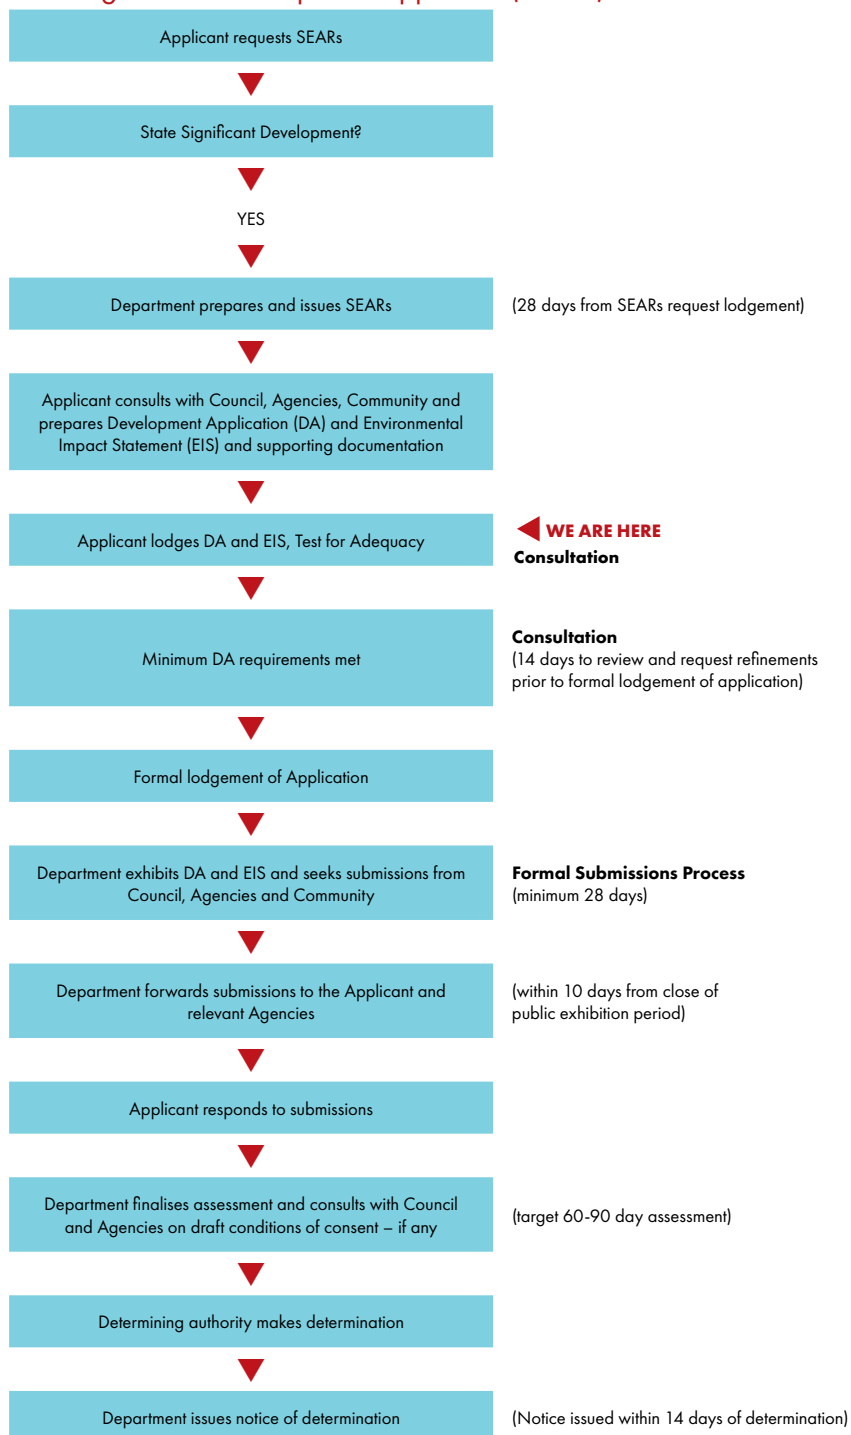 Applicant requests SEARs
State Significant Development?
YES
Department prepares and issues SEARs
(28 days from SEARs request lodgement)
Applicant consults with Council, Agencies, Community and
prepares Development Application (DA) and Environmental
Impact Statement (EIS) and supporting documentation
Applicant lodges DA and EIS, Test for Adequacy
WE ARE HERE
Consultation
Minimum DA requirements met
Consultation
(14 days to review and request refinements
prior to formal lodgement of application)
Formal lodgement of Application
Department exhibits DA and EIS and seeks submissions from
Council, Agencies and Community
Formal Submissions Process
(minimum 28 days)
Department forwards submissions to the Applicant and
relevant Agencies
(within 10 days from close of
public exhibition period)
Applicant responds to submissions
Department finalises assessment and consults with Council
and Agencies on draft conditions of consent – if any
(target 60-90 day assessment)
Determining authority makes determination
Department issues notice of determination
(Notice issued within 14 days of determination)